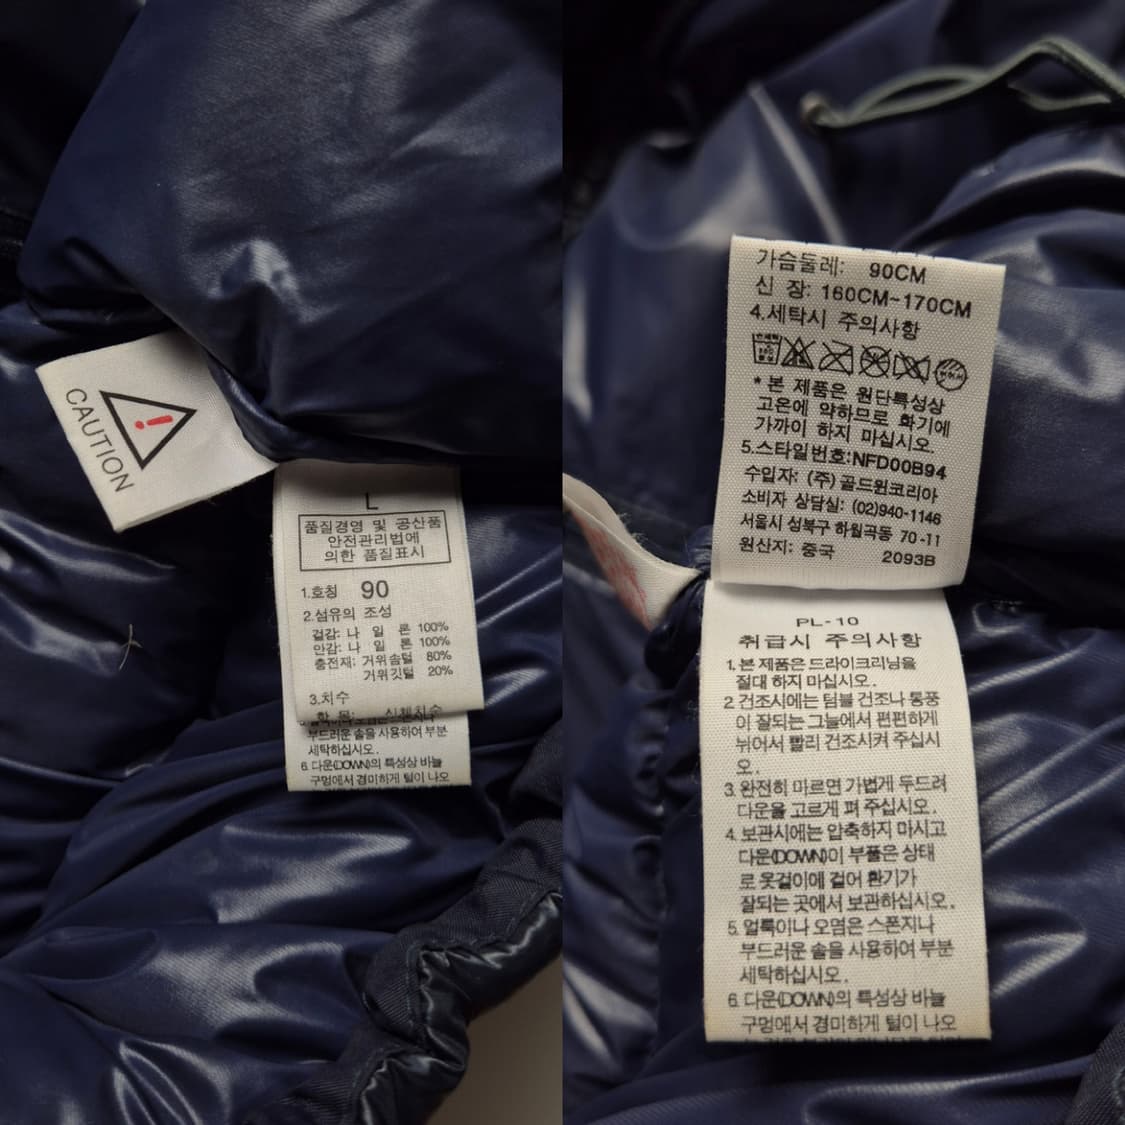 CAUTION
L
품질경영 및 공산품
안전관리법에
의한 품질표시
1.호칭 90
2.섬유의 조성
겉감: 나 일 론 100%
안감: 나 일 론 100%
충전재: 거위솜털 80%
거위깃털 20%
3.치수
항 목: 신체치수
부드러운 솔을 사용하여 부분
세탁하십시오.
6.다운(DOWN)의 특성상 바늘
구멍에서 경미하게 털이 나오
가슴둘레: 90CM
신 장: 160CM~170CM
4.세탁시 주의사항
* 본 제품은 원단특성상
고온에 약하므로 화기에
가까이 하지 마십시오.
5.스타일번호:NFD00B94
수입자: (주) 골드윈코리아
소비자 상담실: (02)940-1146
서울시 성북구 하월곡동 70-11
원산지: 중국 2093B
PL-10
취급시 주의사항
1.본 제품은 드라이크리닝을
절대 하지 마십시오.
2 건조시에는 텀블 건조나 통풍
이 잘되는 그늘에서 편편하게
뉘어서 빨리 건조시켜 주십시
오.
3.완전히 마르면 가볍게 두드려
다운을 고르게 펴 주십시오.
4.보관시에는 압축하지 마시고
다운(DOWN)이 부풀은 상태
로 옷걸이에 걸어 환기가
잘되는 곳에서 보관하십시오.
5.얼룩이나 오염은 스폰지나
부드러운 솔을 사용하여 부분
세탁하십시오.
6.다운(DOWN)의 특성상 바늘
구멍에서 경미하게 털이 나오